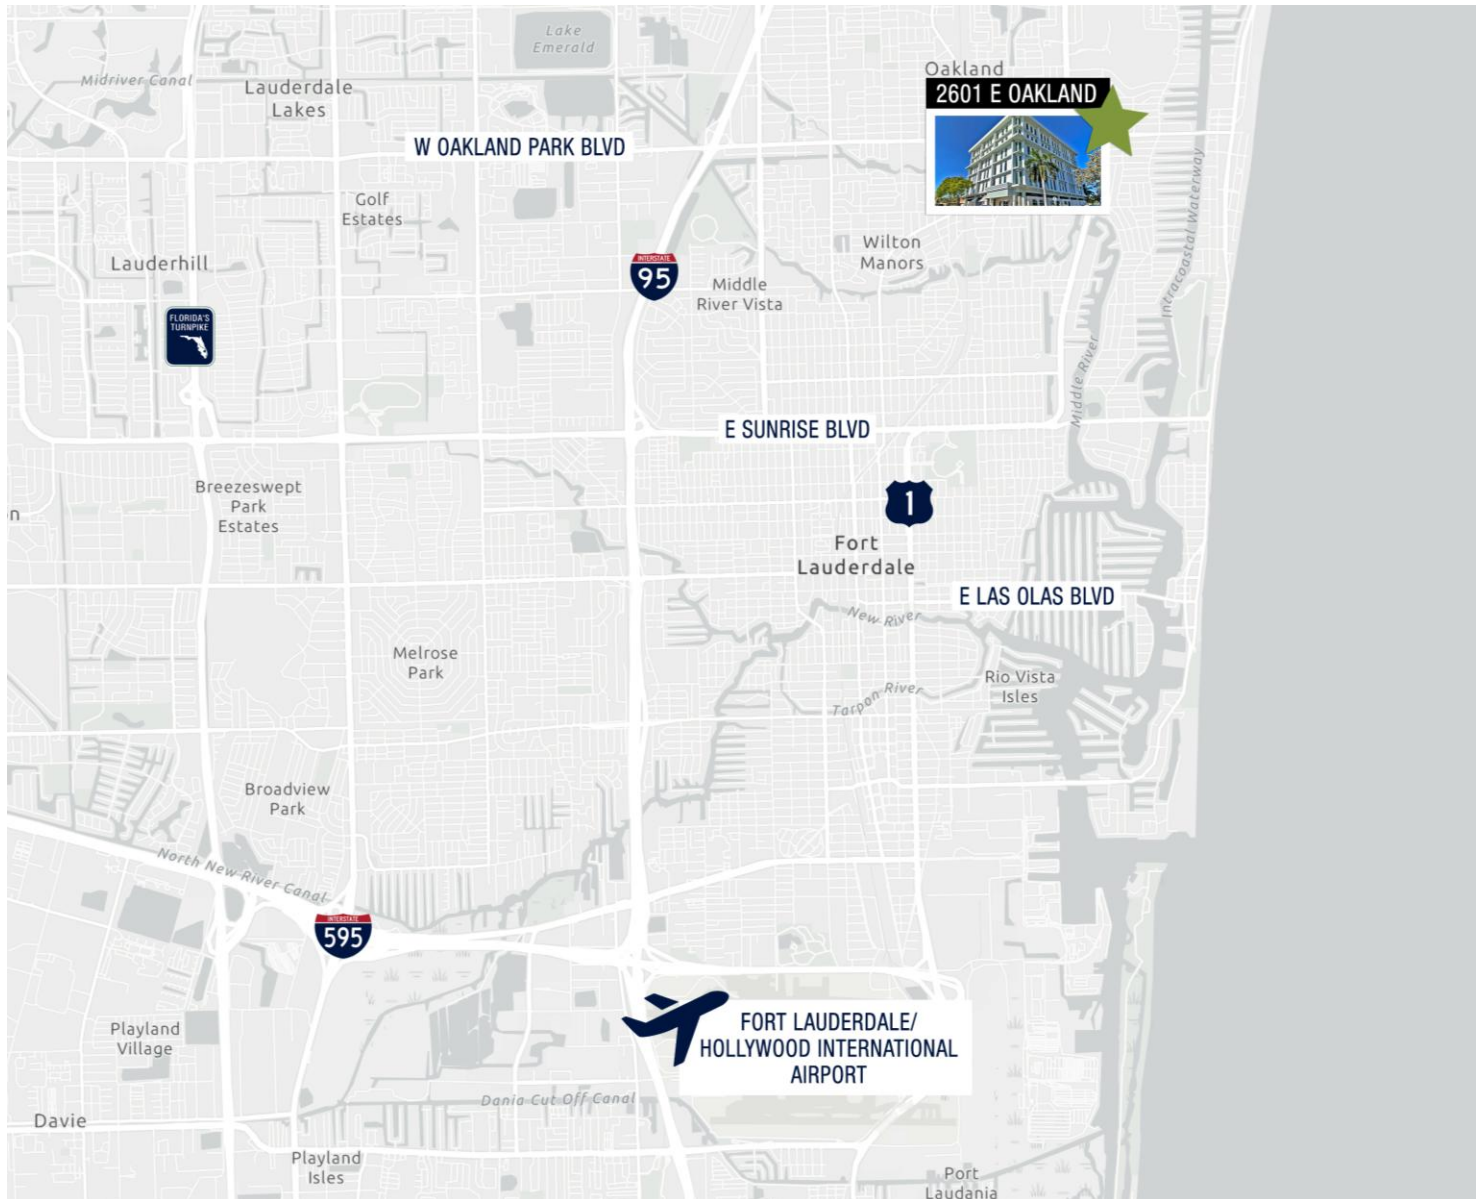 Lake
Emerald
Midriver Canal
Lauderdale
Lakes
Oakland
2601 E OAKLAND
W OAKLAND PARK BLVD
Golf
Estates
Intracoastal Waterway
Wilton
Manors
Lauderhill
INTERSTATE
95
Middle
River Vista
FLORIDA'S
TURNPIKE
Middle River
E SUNRISE BLVD
Breezeswept
Park
Estates
1
n
Fort
Lauderdale
E LAS OLAS BLVD
New River
Melrose
Park
Rio Vista
Isles
Tarpon River
Broadview
Park
North New River Canal
INTERSTATE
595
Playland
Village
FORT LAUDERDALE/
HOLLYWOOD INTERNATIONAL
AIRPORT
Dania Cut Off Canal
Davie
Playland
Isles
Port
Laudania